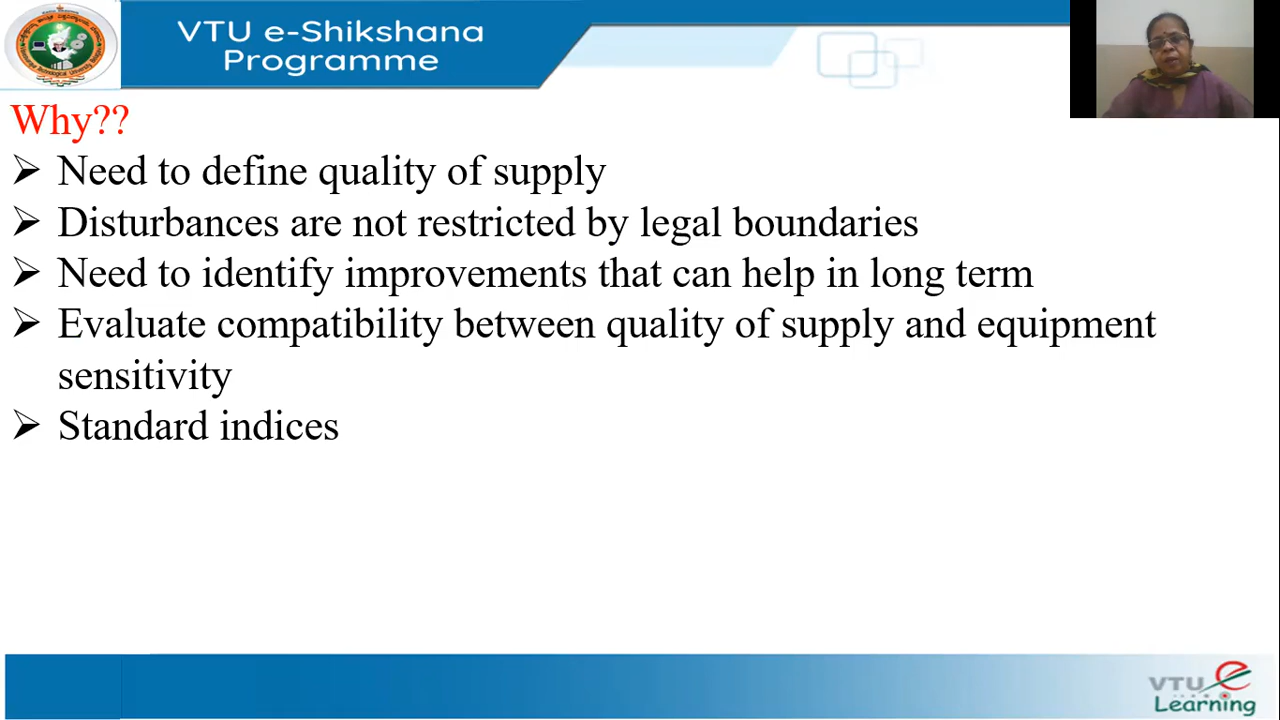 VTU e-Shikshana
Programme
Why??
➢ Need to define quality of supply
➢ Disturbances are not restricted by legal boundaries
➢ Need to identify improvements that can help in long term
➢ Evaluate compatibility between quality of supply and equipment
sensitivity
➢ Standard indices
VTU e
Learning